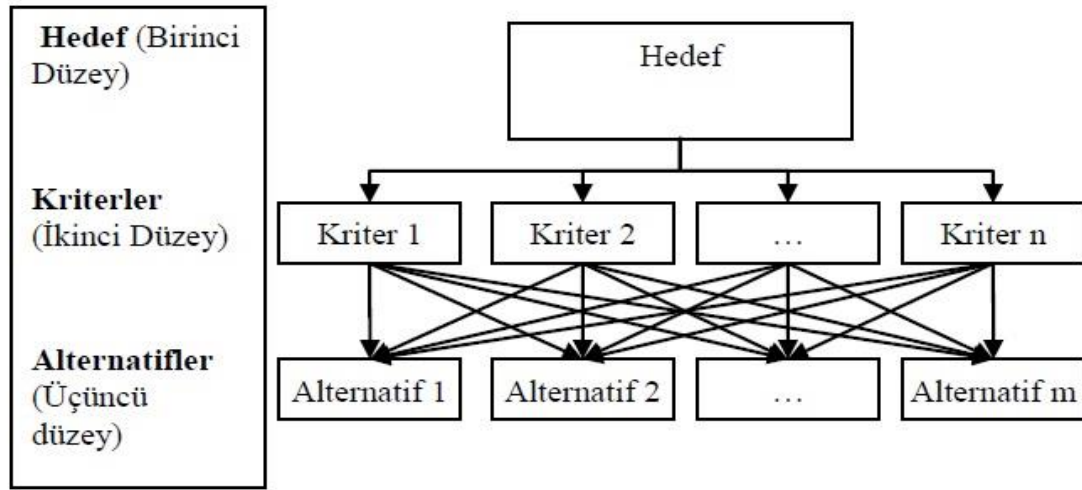 Hedef (Birinci
Düzey)
Hedef
Kriterler
(İkinci Düzey)
Kriter 1
Kriter 2
…
Kriter n
Alternatifler
(Üçüncü
düzey)
Alternatif 1
Alternatif 2
…
Alternatif m